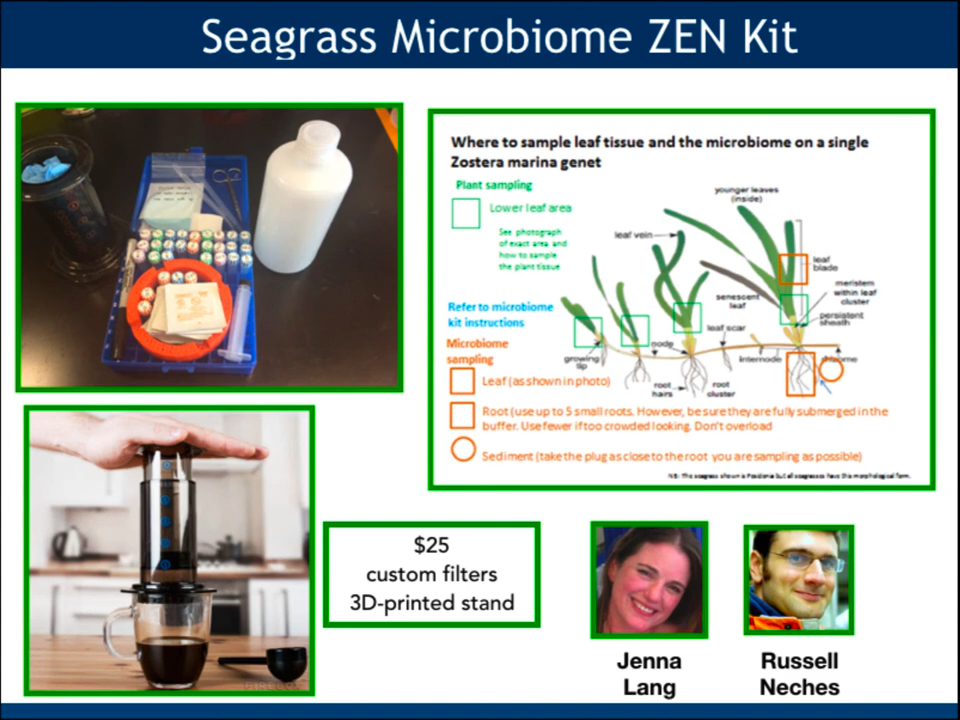 Seagrass Microbiome ZEN Kit
Where to sample leaf tissue and the microbiome on a single
Zostera marina genet
Plant sampling
Lower leaf area
See photograph
of exact area and
how to sample
the plant tissue
Refer to microbiome
kit instructions
Microbiome
sampling
Leaf (as shown in photo)
Root (use up to 5 small roots. However, be sure they are fully submerged in the
buffer. Use fewer if too crowded looking. Don't overload
Sediment (take the plug as close to the root you are sampling as possible)
younger leaves
(inside)
leaf vein
leaf
blade
meristem
within leaf
cluster
persistent
sheath
senescent
leaf
leaf scar
node
internode
rhizome
growing
tip
root
hairs
root
cluster
NB: The seagrass shown is Posidonia but all seagrasses have this morphological form.
$25
custom filters
3D-printed stand
Jenna
Lang
Russell
Neches